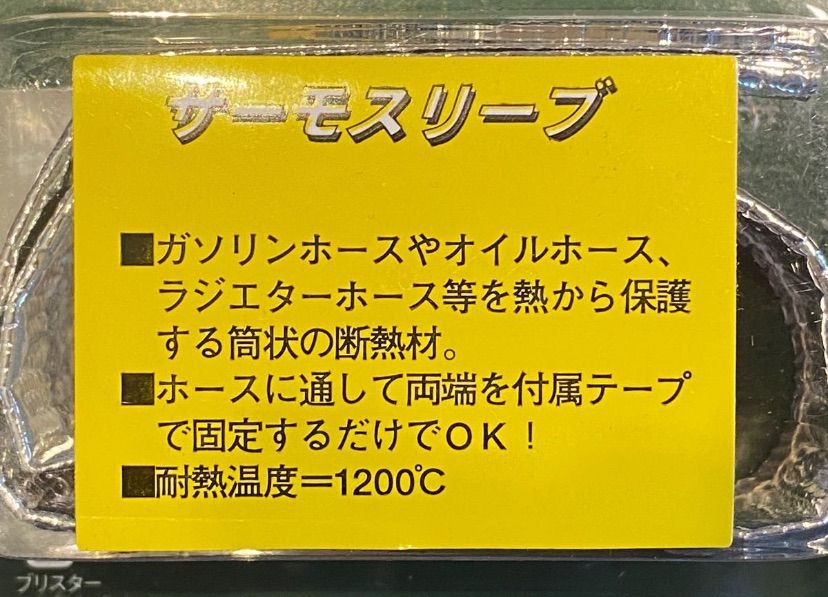 サーモスリーブ
■ガソリンホースやオイルホース、
ラジエターホース等を熱から保護
する筒状の断熱材。
■ホースに通して両端を付属テープ
で固定するだけでOK！
■耐熱温度＝1200℃
ブリスター